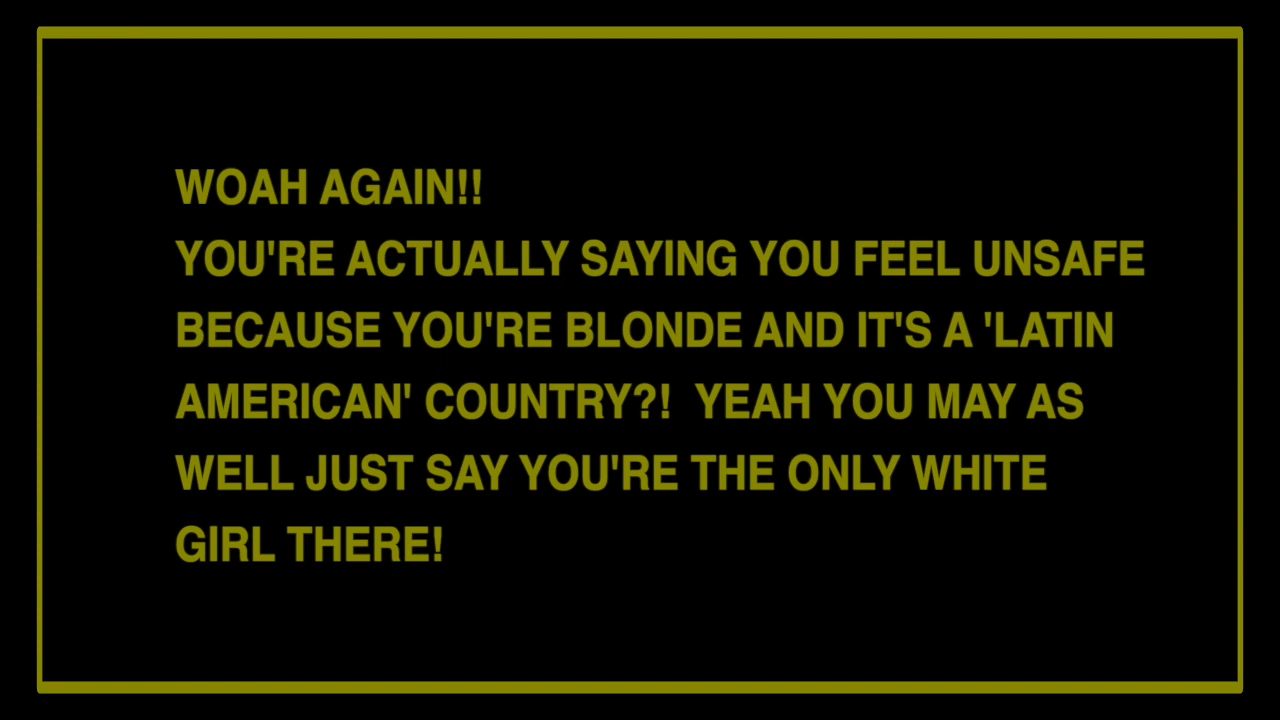 WOAH AGAIN!!
YOU'RE ACTUALLY SAYING YOU FEEL UNSAFE
BECAUSE YOU'RE BLONDE AND IT'S A 'LATIN
AMERICAN' COUNTRY?!  YEAH YOU MAY AS
WELL JUST SAY YOU'RE THE ONLY WHITE
GIRL THERE!